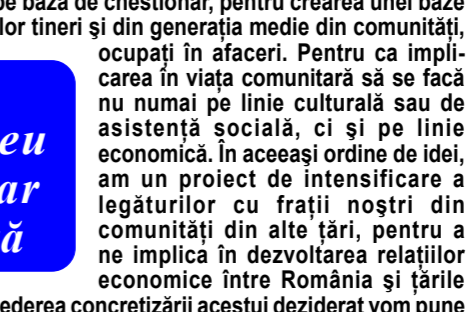 pe bază de chestionar, pentru crearea unei baze
lor tineri şi din generaţia medie din comunităţi,
ocupaţi în afaceri. Pentru ca impli-
carea în viaţa comunitară să se facă
nu numai pe linie culturală sau de
asistenţă socială, ci şi pe linie
economică. În aceeaşi ordine de idei,
am un proiect de intensificare a
legăturilor cu fraţii noştri din
comunităţi din alte ţări, pentru a
ne implica în dezvoltarea relaţiilor
economice între România şi ţările
ederea concretizării acestui deziderat vom pune
eu
ar
ă